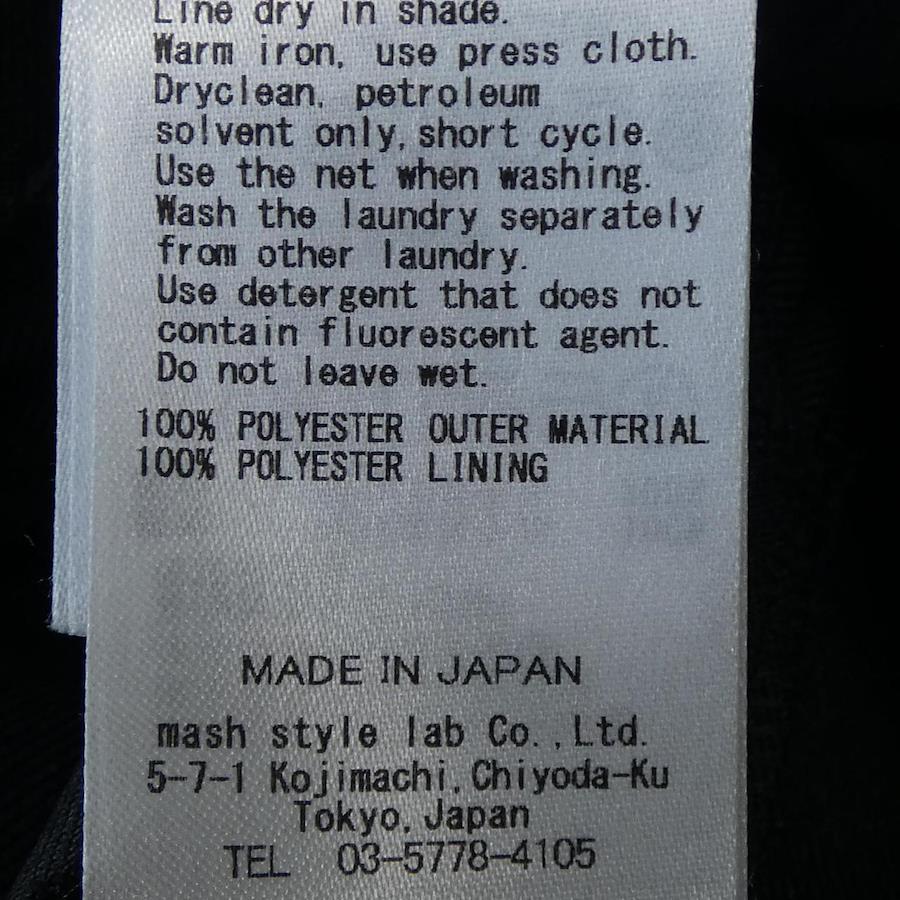 Line dry in shade.
Warm iron, use press cloth.
Dryclean, petroleum
solvent only, short cycle.
Use the net when washing.
Wash the laundry separately
from other laundry.
Use detergent that does not
contain fluorescent agent.
Do not leave wet.
100% POLYESTER OUTER MATERIAL
100% POLYESTER LINING
MADE IN JAPAN
mash style lab Co.,Ltd.
5-7-1 Kojimachi,Chiyoda-Ku
Tokyo,Japan
TEL 03-5778-4105